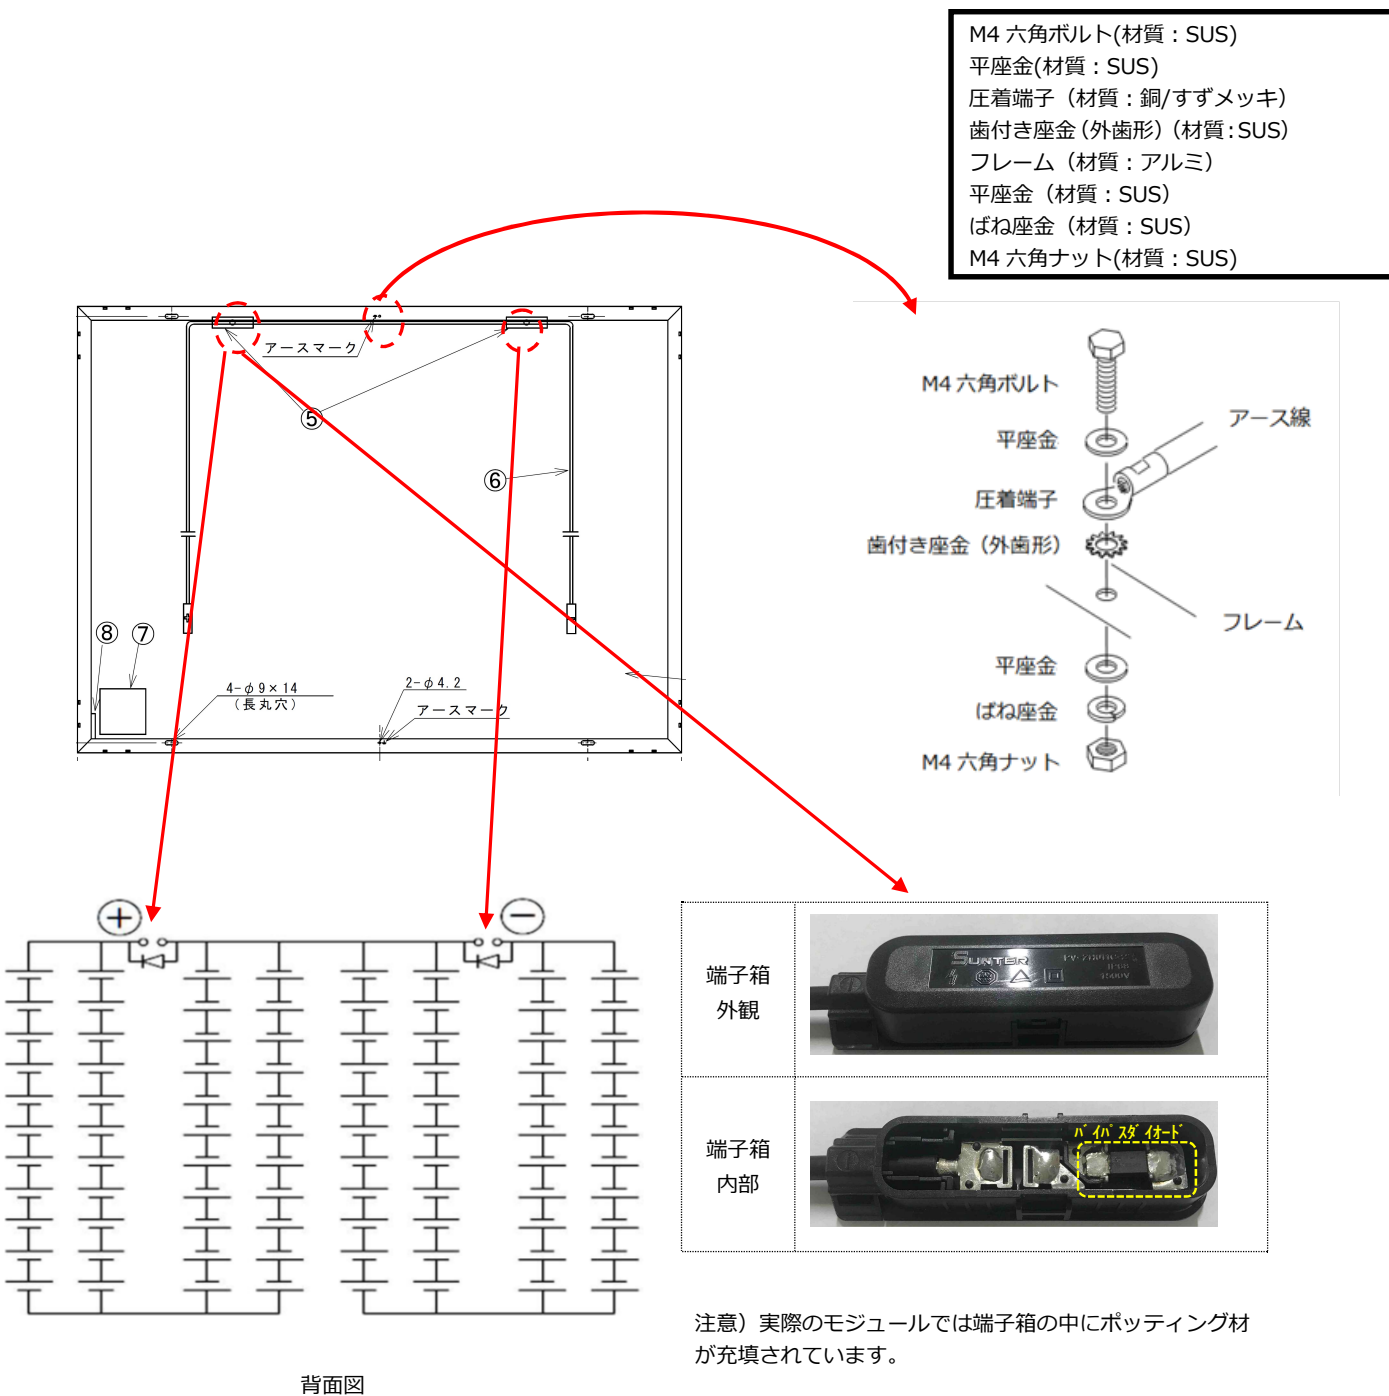 M4 六角ボルト(材質：SUS)
平座金(材質：SUS)
圧着端子（材質：銅/すずメッキ）
歯付き座金（外歯形）（材質：SUS）
フレーム（材質：アルミ）
平座金（材質：SUS）
ばね座金（材質：SUS）
M4 六角ナット(材質：SUS)
アースマーク
⑤
⑥
⑧ ⑦
4-φ9×14
（長丸穴）
2-φ4.2
アースマーク
M4 六角ボルト
アース線
平座金
圧着端子
歯付き座金（外歯形）
フレーム
平座金
ばね座金
M4 六角ナット
+ −
端子箱
外観
SUNTER
端子箱
内部
バイパスダイオード
注意）実際のモジュールでは端子箱の中にポッティング材
が充填されています。
背面図